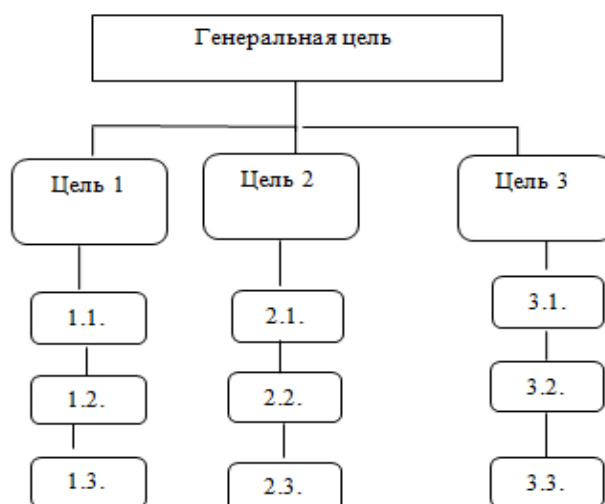 Генеральная цель
Цель 1
Цель 2
Цель 3
1.1.
2.1.
3.1.
1.2.
2.2.
3.2.
1.3.
2.3.
3.3.